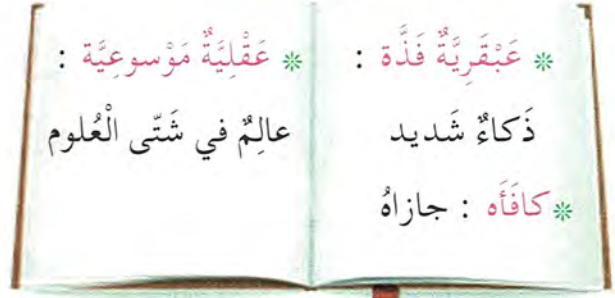 * عَبْقَرِيَّةٌ فَذَّة :
ذَكاءٌ شَديد
* كافَأَه : جازاهُ
* عَقْلِيَّةٌ مَوْسوعِيَّة :
عالِمٌ في شَتّى الْعُلوم